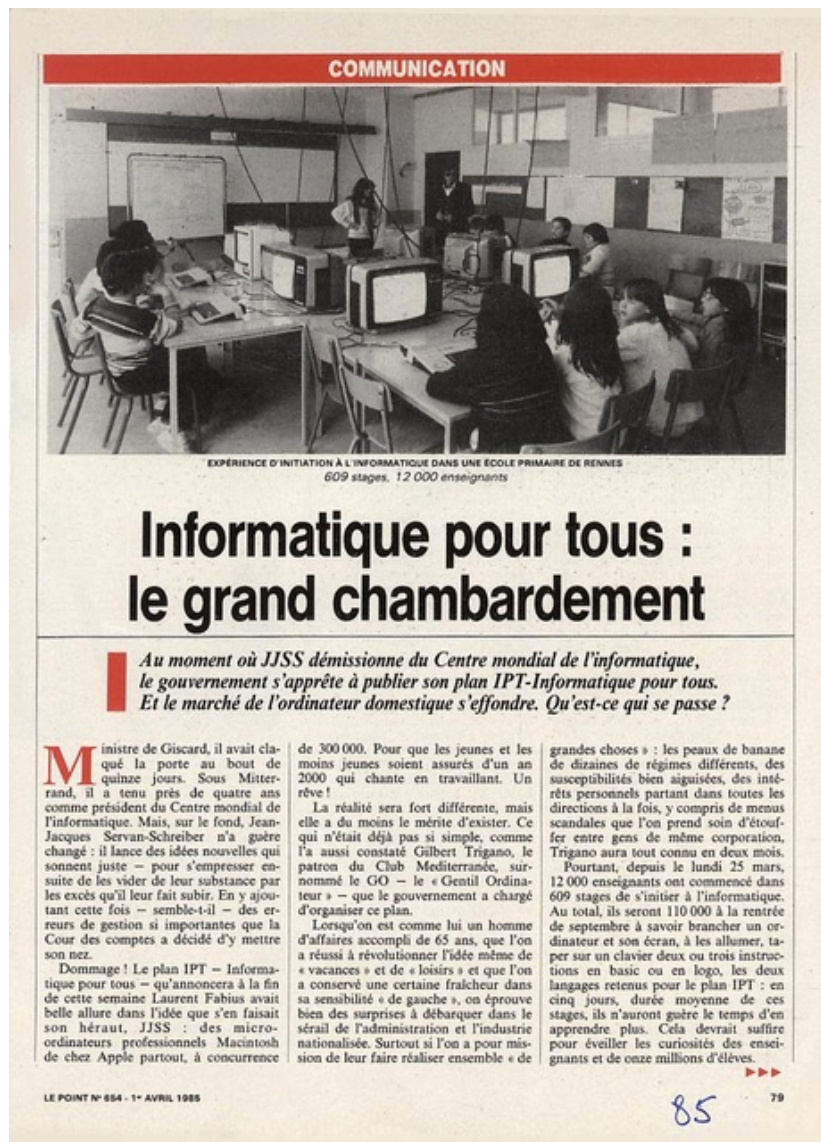 COMMUNICATION
EXPÉRIENCE D'INITIATION À L'INFORMATIQUE DANS UNE ÉCOLE PRIMAIRE DE RENNES
609 stages, 12 000 enseignants
Informatique pour tous :
le grand chambardement
Au moment où JJSS démissionne du Centre mondial de l'informatique,
le gouvernement s'apprête à publier son plan IPT-Informatique pour tous.
Et le marché de l'ordinateur domestique s'effondre. Qu'est-ce qui se passe ?
Ministre de Giscard, il avait cla-
qué la porte au bout de
quinze jours. Sous Mitter-
rand, il a tenu près de quatre ans
comme président du Centre mondial de
l'informatique. Mais, sur le fond, Jean-
Jacques Servan-Schreiber n'a guère
changé : il lance des idées nouvelles qui
sonnent juste — pour s'empresser en-
suite de les vider de leur substance par
les excès qu'il leur fait subir. En y ajou-
tant cette fois — semble-t-il — des er-
reurs de gestion si importantes que la
Cour des comptes a décidé d'y mettre
son nez.
Dommage ! Le plan IPT — Informa-
tique pour tous — qu'annoncera à la fin
de cette semaine Laurent Fabius avait
belle allure dans l'idée que s'en faisait
son héraut, JJSS : des micro-
ordinateurs professionnels Macintosh
de chez Apple partout, à concurrence
de 300 000. Pour que les jeunes et les
moins jeunes soient assurés d'un an
2000 qui chante en travaillant. Un
rêve !
La réalité sera fort différente, mais
elle a du moins le mérite d'exister. Ce
qui n'était déjà pas si simple, comme
l'a aussi constaté Gilbert Trigano, le
patron du Club Mediterranée, sur-
nommé le GO — le « Gentil Ordina-
teur » — que le gouvernement a chargé
d'organiser ce plan.
Lorsqu'on est comme lui un homme
d'affaires accompli de 65 ans, que l'on
a réussi à révolutionner l'idée même de
« vacances » et de « loisirs » et que l'on
a conservé une certaine fraîcheur dans
sa sensibilité « de gauche », on éprouve
bien des surprises à débarquer dans le
sérail de l'administration et l'industrie
nationalisée. Surtout si l'on a pour mis-
sion de leur faire réaliser ensemble « de
grandes choses » : les peaux de banane
de dizaines de régimes différents, des
susceptibilités bien aiguisées, des inté-
rêts personnels partant dans toutes les
directions à la fois, y compris de menus
scandales que l'on prend soin d'étouf-
fer entre gens de même corporation,
Trigano aura tout connu en deux mois.
Pourtant, depuis le lundi 25 mars,
12 000 enseignants ont commencé dans
609 stages de s'initier à l'informatique.
Au total, ils seront 110 000 à la rentrée
de septembre à savoir brancher un or-
dinateur et son écran, à les allumer, ta-
per sur un clavier deux ou trois instruc-
tions en basic ou en logo, les deux
langages retenus pour le plan IPT : en
cinq jours, durée moyenne de ces
stages, ils n'auront guère le temps d'en
apprendre plus. Cela devrait suffire
pour éveiller les curiosités des ensei-
gnants et de onze millions d'élèves.
LE POINT N° 654 - 1er AVRIL 1985
85
79